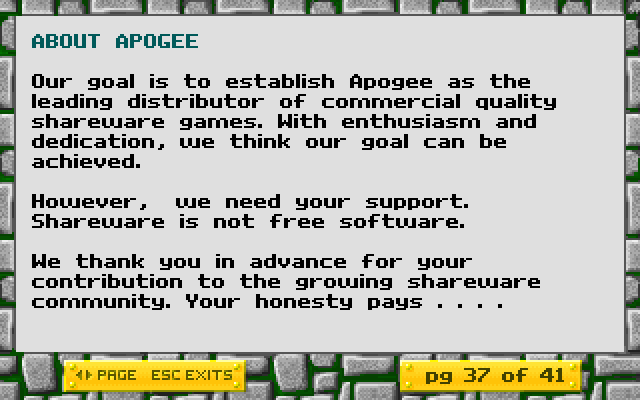 ABOUT APOGEE
Our goal is to establish Apogee as the
leading distributor of commercial quality
shareware games. With enthusiasm and
dedication, we think our goal can be
achieved.
However,  we need your support.
Shareware is not free software.
We thank you in advance for your
contribution to the growing shareware
community. Your honesty pays . . . .
PAGE  ESC EXITS
pg 37 of 41